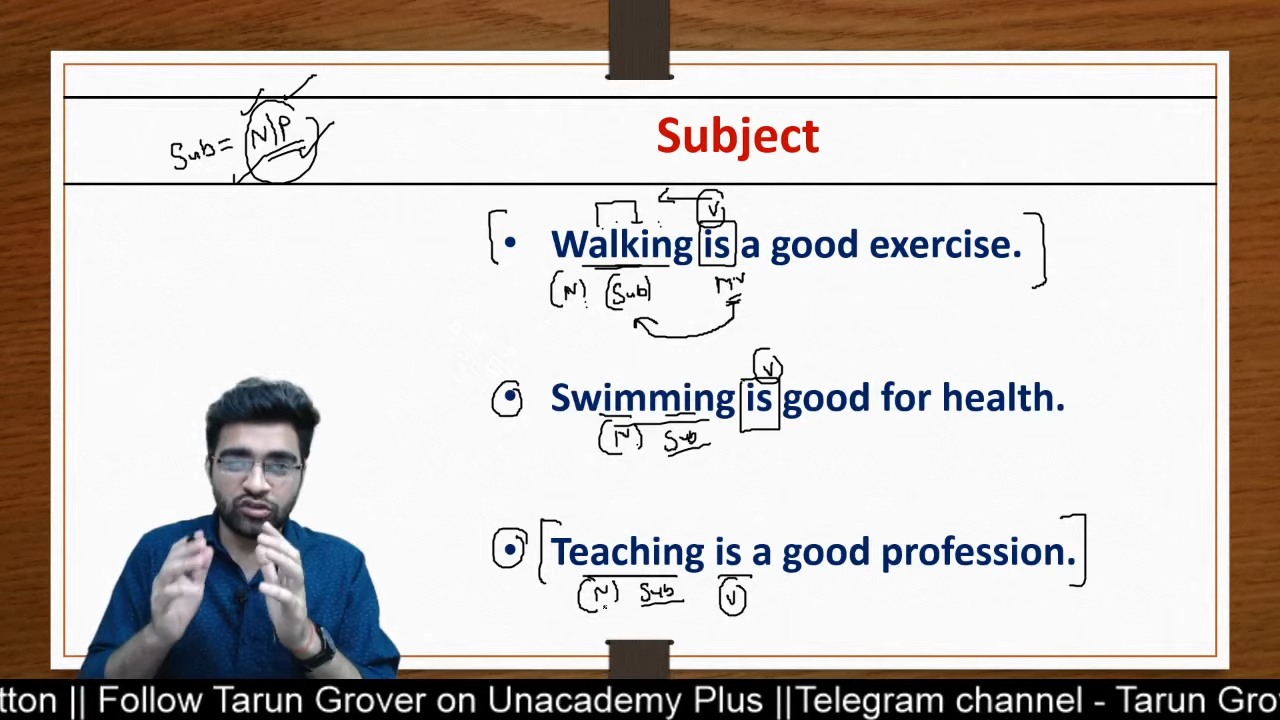 Sub = N|P
Subject
V
• Walking is a good exercise.
(N) (Sub) MV
V
• Swimming is good for health.
(N) Sub
• Teaching is a good profession.
(N) Sub V
tton || Follow Tarun Grover on Unacademy Plus ||Telegram channel - Tarun Gro